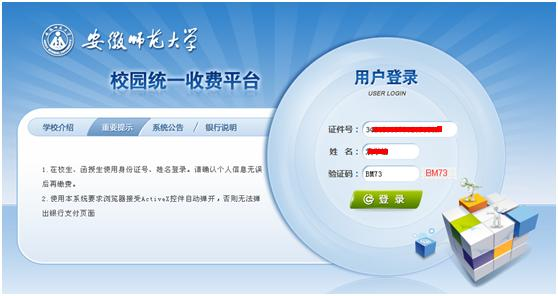 安徽师范大学
校园统一收费平台
学校介绍 重要提示 系统公告 银行说明
1.在校生、函授生使用身份证号、姓名登录。请确认个人信息无误
后再缴费。
2.使用本系统要求浏览器接受ActiveX控件自动弹开，否则无法弹
出银行支付页面
用户登录
USER LOGIN
证件号：
姓 名：
验证码： BM73 BM73
登 录